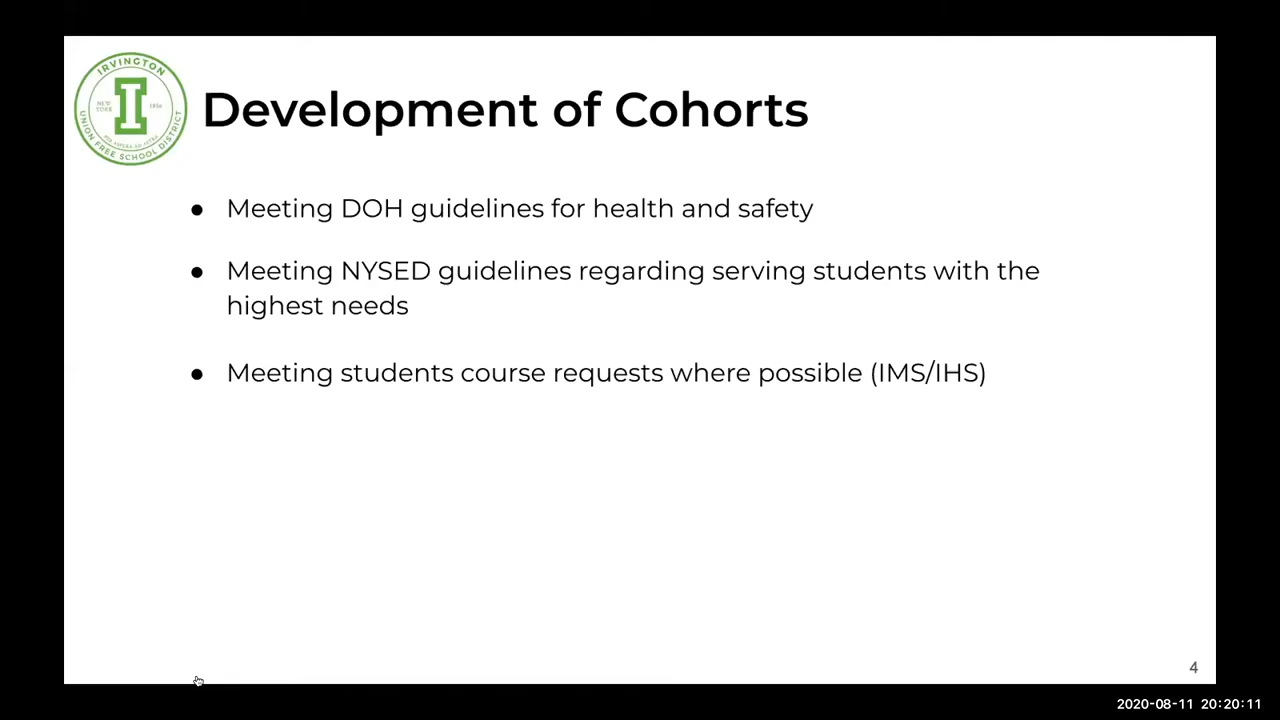 IRVINGTON
NEW YORK
1856
UNION FREE SCHOOL DISTRICT
Development of Cohorts
● Meeting DOH guidelines for health and safety
● Meeting NYSED guidelines regarding serving students with the
highest needs
● Meeting students course requests where possible (IMS/IHS)
4
2020-08-11 20:20:11